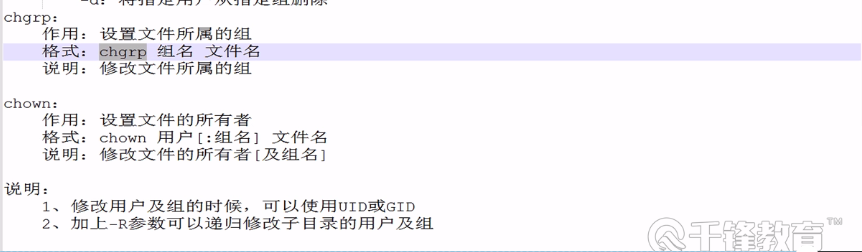 -d：将指定用户从指定组删除
chgrp：
作用：设置文件所属的组
格式：chgrp 组名 文件名
说明：修改文件所属的组
chown：
作用：设置文件的所有者
格式：chown 用户[:组名] 文件名
说明：修改文件的所有者[及组名]
说明：
1、修改用户及组的时候，可以使用UID或GID
2、加上-R参数可以递归修改子目录的用户及组
千锋教育™